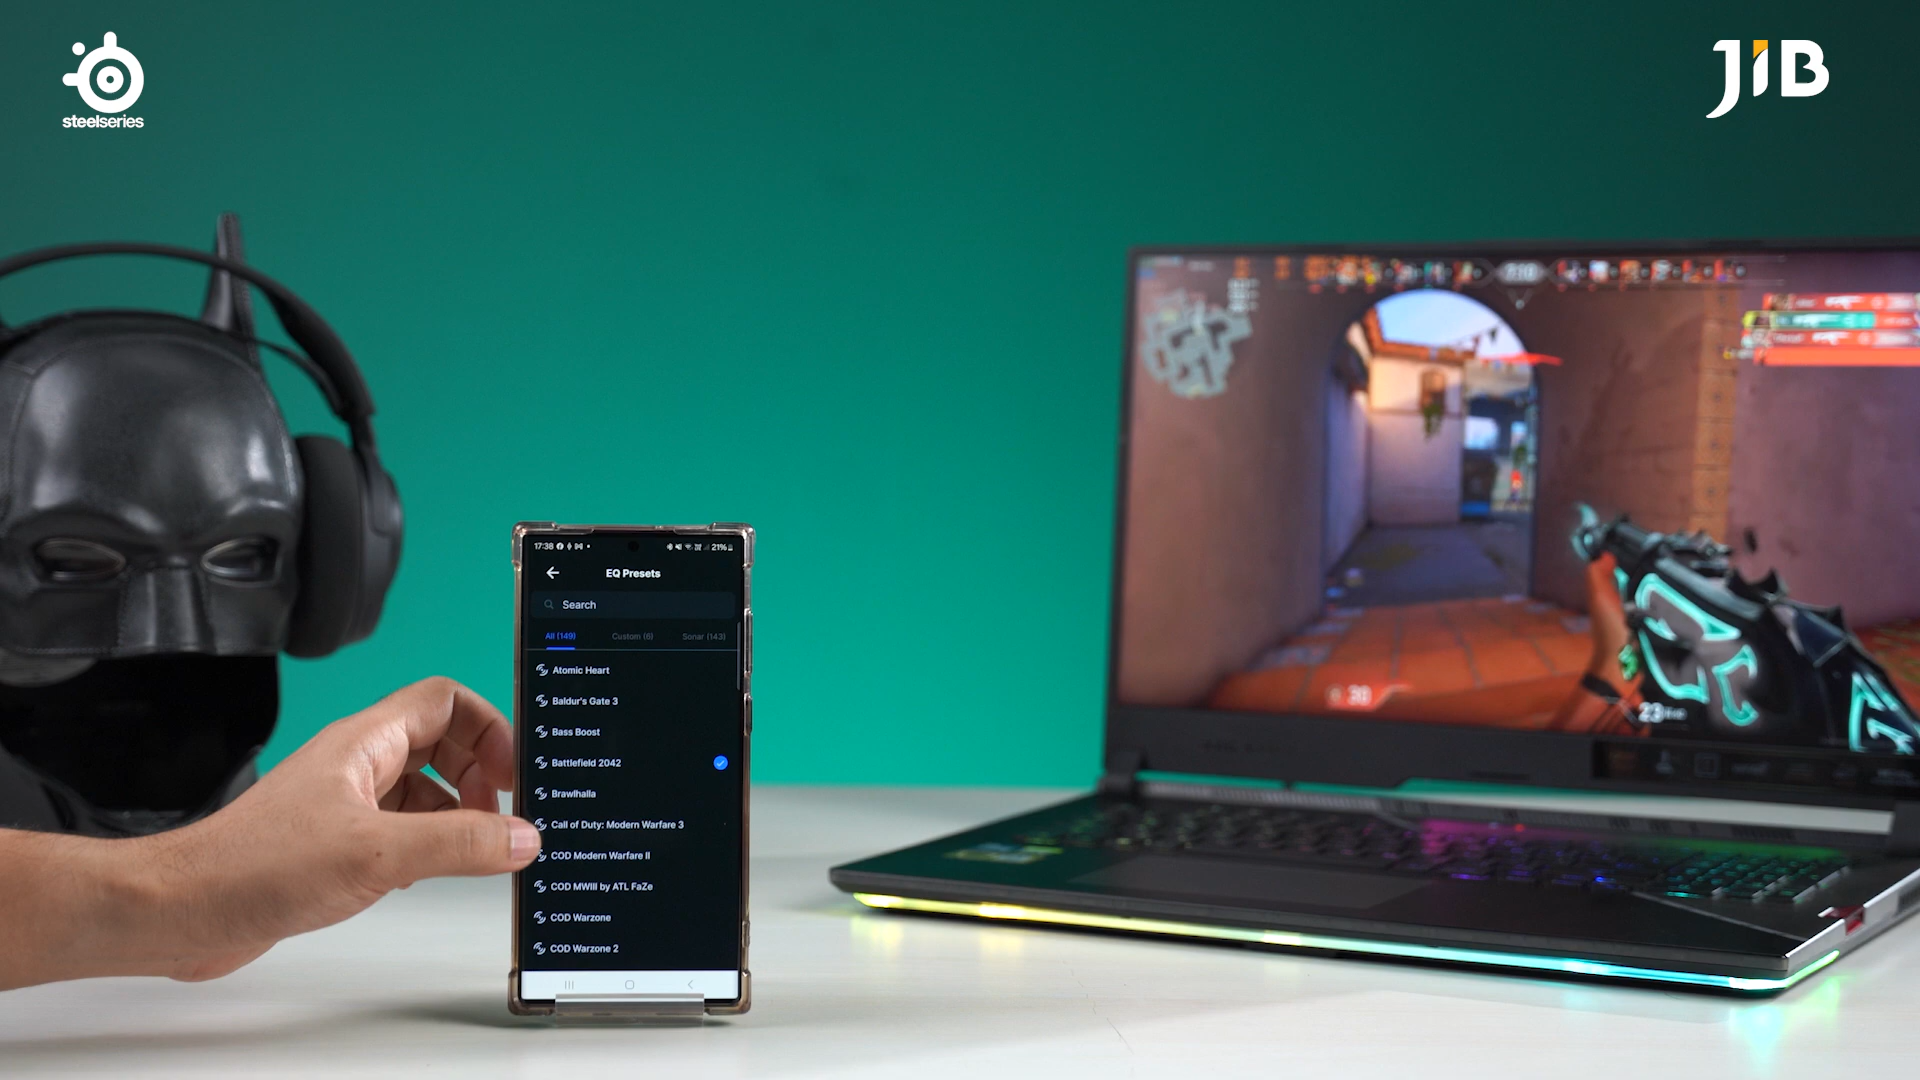 steelseries
JIB
17:38
21%
EQ Presets
Search
All (149)
Custom (6)
Sonar (143)
Atomic Heart
Baldur's Gate 3
Bass Boost
Battlefield 2042
Brawlhalla
Call of Duty: Modern Warfare 3
COD Modern Warfare II
COD MWIII by ATL FaZe
COD Warzone
COD Warzone 2
23